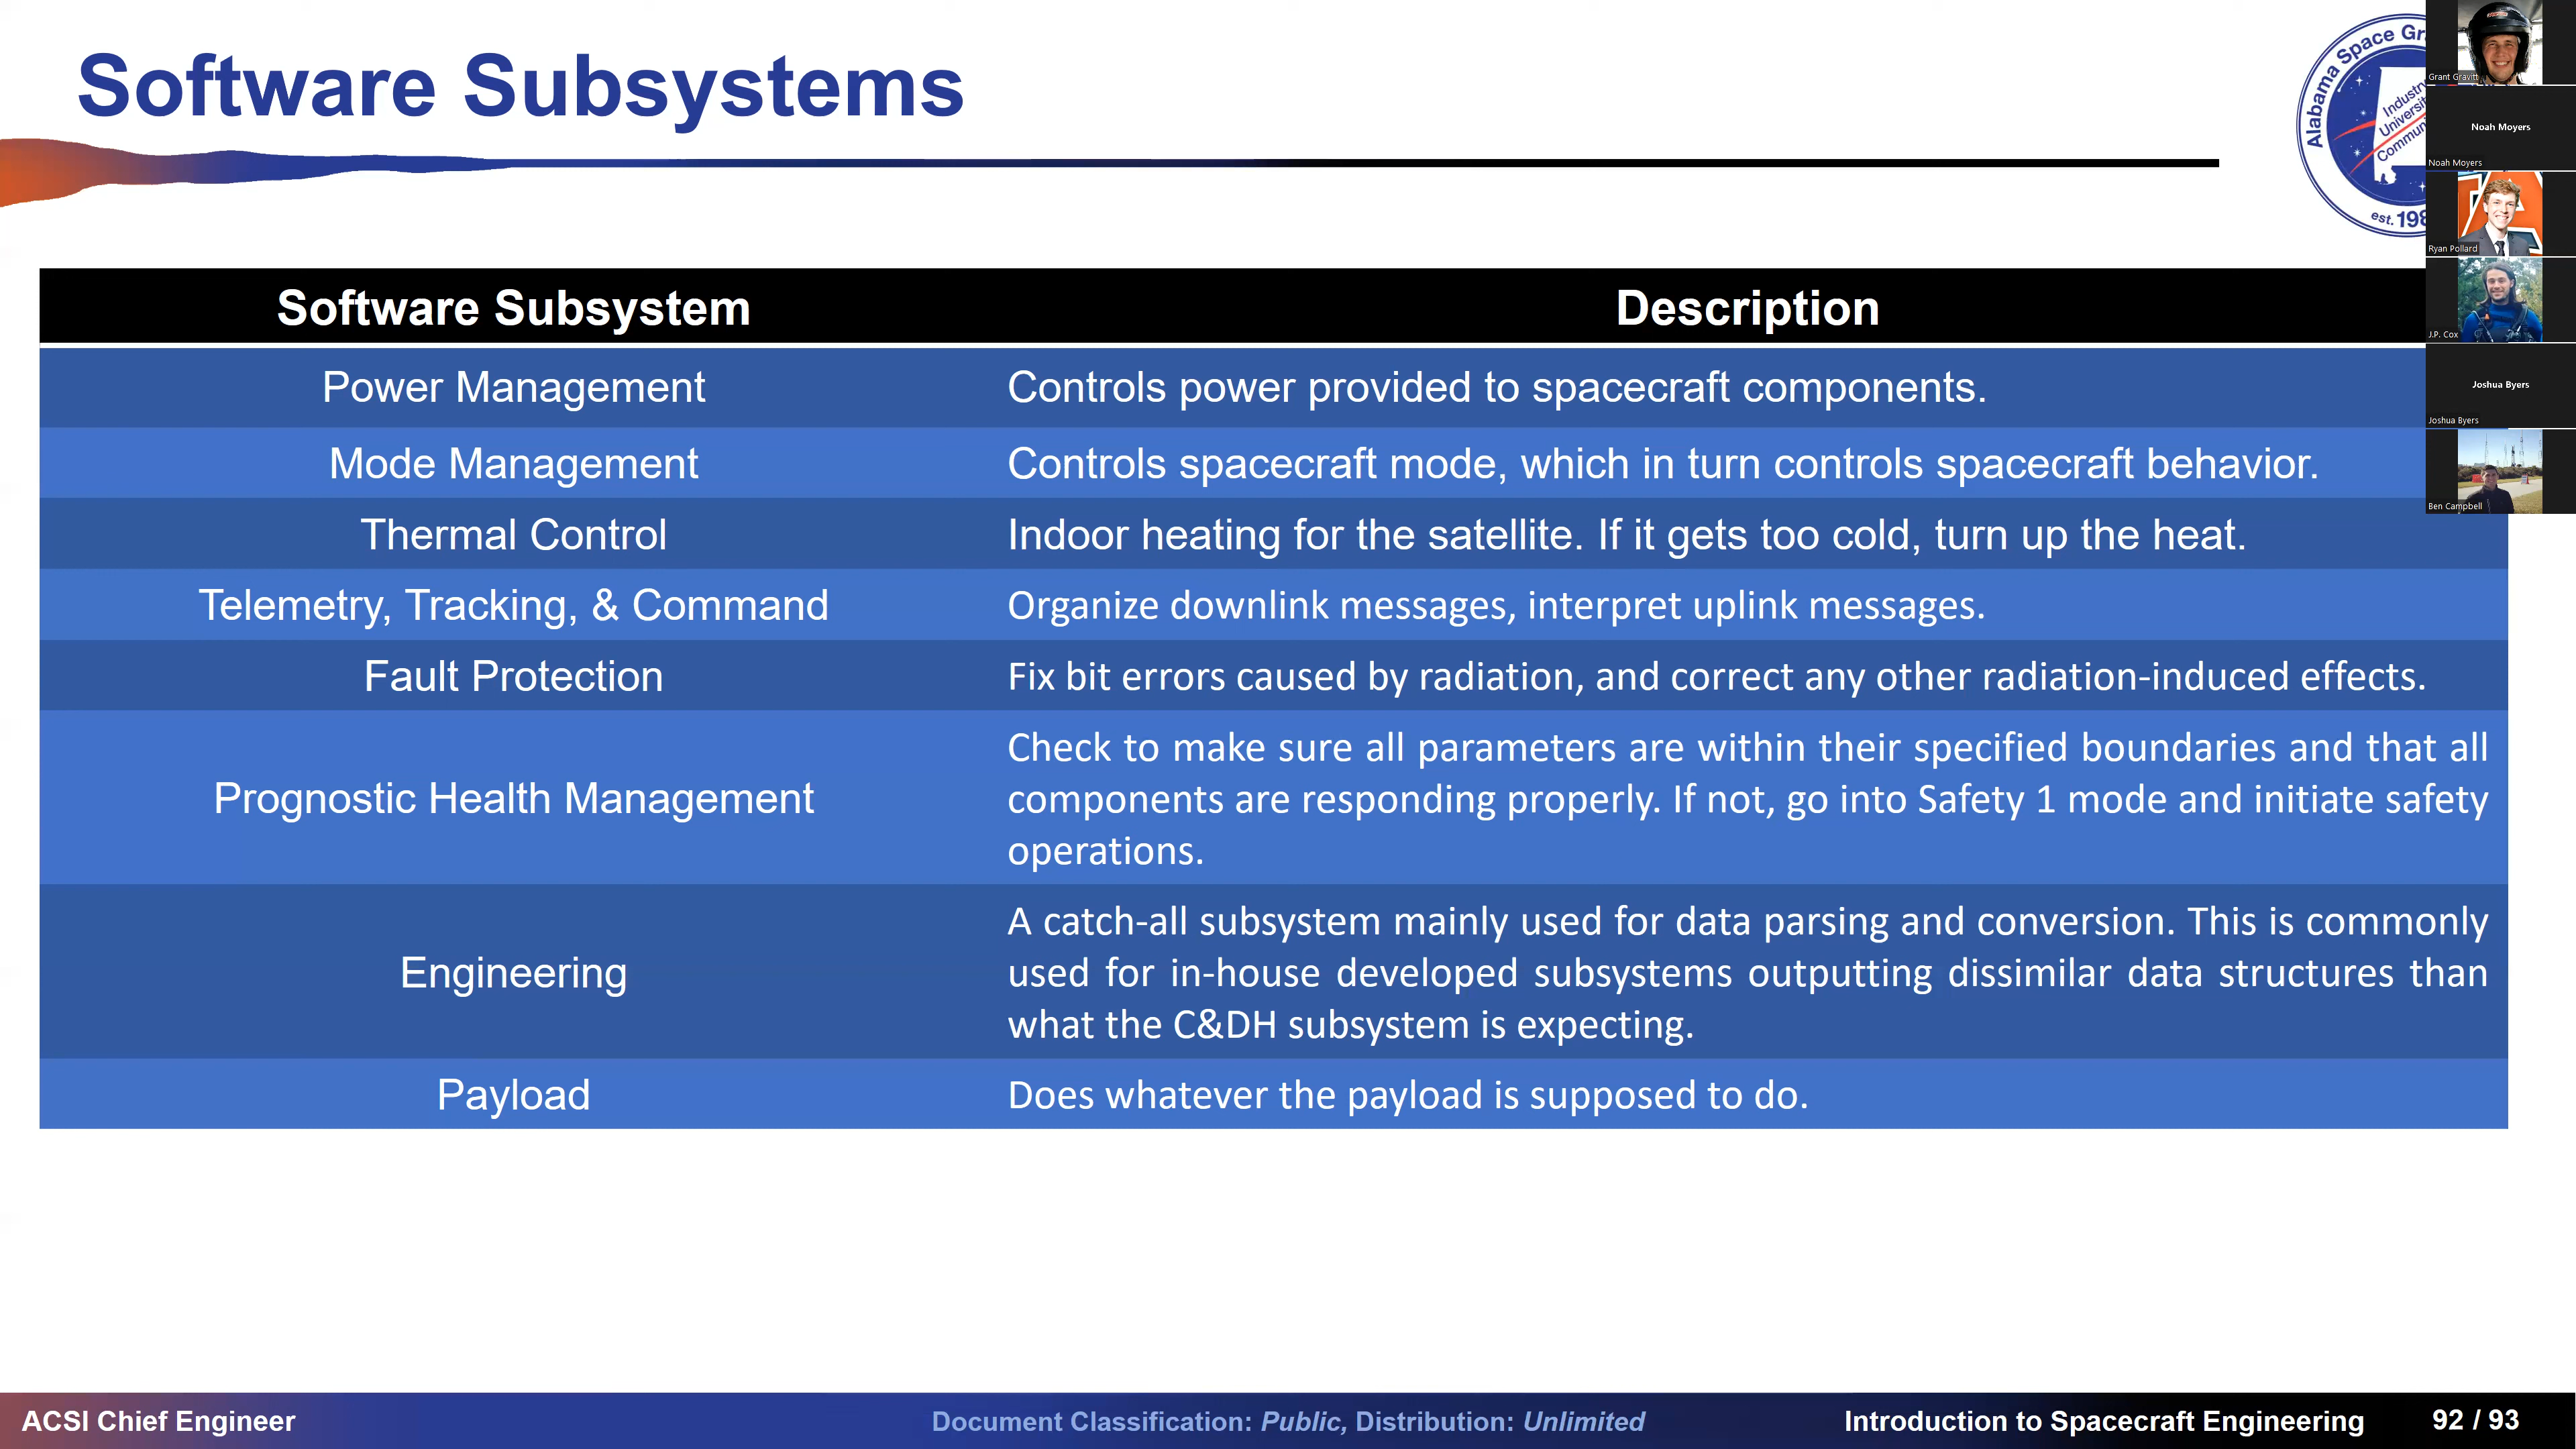 Software Subsystems
Alabama Space Gr
Industry
Universit
Commun
est. 198
Software Subsystem Description
Power Management Controls power provided to spacecraft components.
Mode Management Controls spacecraft mode, which in turn controls spacecraft behavior.
Thermal Control Indoor heating for the satellite. If it gets too cold, turn up the heat.
Telemetry, Tracking, & Command Organize downlink messages, interpret uplink messages.
Fault Protection Fix bit errors caused by radiation, and correct any other radiation-induced effects.
Prognostic Health Management Check to make sure all parameters are within their specified boundaries and that all
components are responding properly. If not, go into Safety 1 mode and initiate safety
operations.
Engineering A catch-all subsystem mainly used for data parsing and conversion. This is commonly
used for in-house developed subsystems outputting dissimilar data structures than
what the C&DH subsystem is expecting.
Payload Does whatever the payload is supposed to do.
Grant Gravitt
Noah Moyers
Noah Moyers
Ryan Pollard
J.P. Cox
Joshua Byers
Joshua Byers
Ben Campbell
ACSI Chief Engineer Document Classification: Public, Distribution: Unlimited Introduction to Spacecraft Engineering 92 / 93